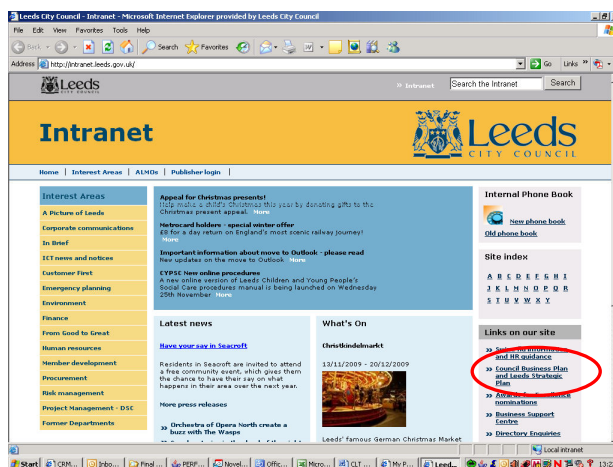 Leeds City Council - Intranet - Microsoft Internet Explorer provided by Leeds City Council
File Edit View Favorites Tools Help
Back Search Favorites
Address http://intranet.leeds.gov.uk/ Go Links
Leeds
CITY COUNCIL
Intranet
Search the Intranet Search
Intranet
Leeds
CITY COUNCIL
Home | Interest Areas | ALMOs | Publisher login |
Interest Areas
A Picture of Leeds
Corporate communications
In Brief
ICT news and notices
Customer First
Emergency planning
Environment
Finance
From Good to Great
Human resources
Member development
Procurement
Risk management
Project Management - DSC
Former Departments
Appeal for Christmas presents!
Help make a child's Christmas this year by donating gifts to the
Christmas present appeal. More
Metrocard holders - special winter offer
£8 for a day return on England's most scenic railway journey!
More
Important information about move to Outlook - please read
New updates on the move to Outlook More
CYPSC New online procedures
A new online version of Leeds Children and Young People's
Social Care procedures manual is being launched on Wednesday
25th November More
Latest news
Have your say in Seacroft
Residents in Seacroft are invited to attend
a free community event, which gives them
the chance to have their say on what
happens in their area over the next year.
More press releases
Orchestra of Opera North create a
buzz with The Wasps
What's On
Christkindelmarkt
13/11/2009 - 20/12/2009
Leeds' famous German Christmas Market
Internal Phone Book
New phone book
Old phone book
Site index
A B C D E F G H I
J K L M N O P Q R
S T U V W X Y
Links on our site
and HR guidance
Council Business Plan
and Leeds Strategic
Plan
nominations
Business Support
Centre
Directory Enquiries
Local intranet
Start CRM... Inbo... Final ... PERF... Novel... Offic... Micro... CLT ... My P... Leed...